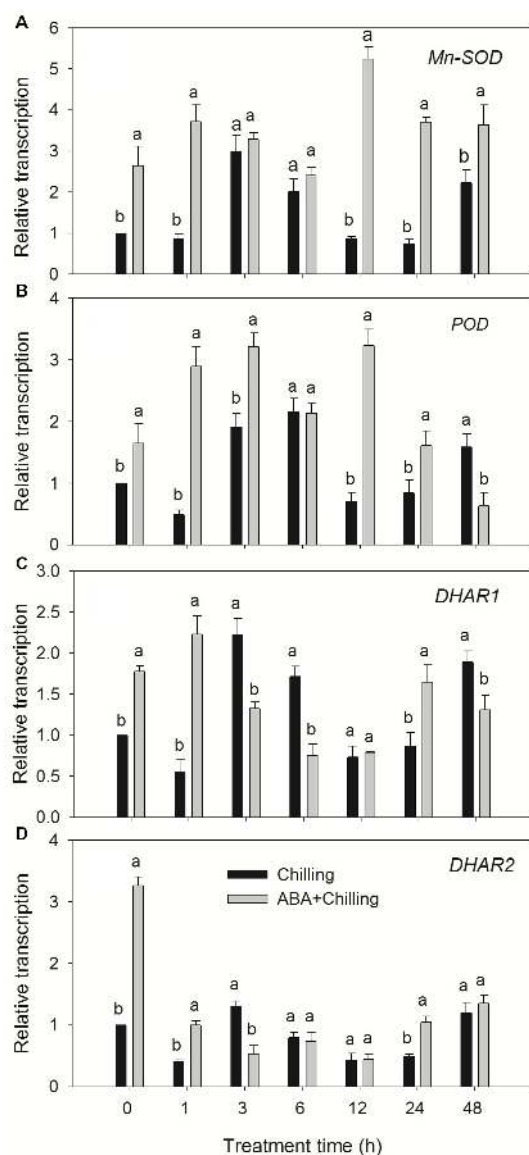 A
Mn-SOD
Relative transcription
6
5
4
3
2
1
0
b a b a a a a a b a b a b a
B
POD
Relative transcription
4
3
2
1
0
b a b a b a a a b a b a a b
C
DHAR1
Relative transcription
3.0
2.5
2.0
1.5
1.0
0.5
0.0
b a b a a b a b a a b a a b
D
DHAR2
Chilling
ABA+Chilling
Relative transcription
4
3
2
1
0
b a b a a b a a a a b a a a
0 1 3 6 12 24 48
Treatment time (h)